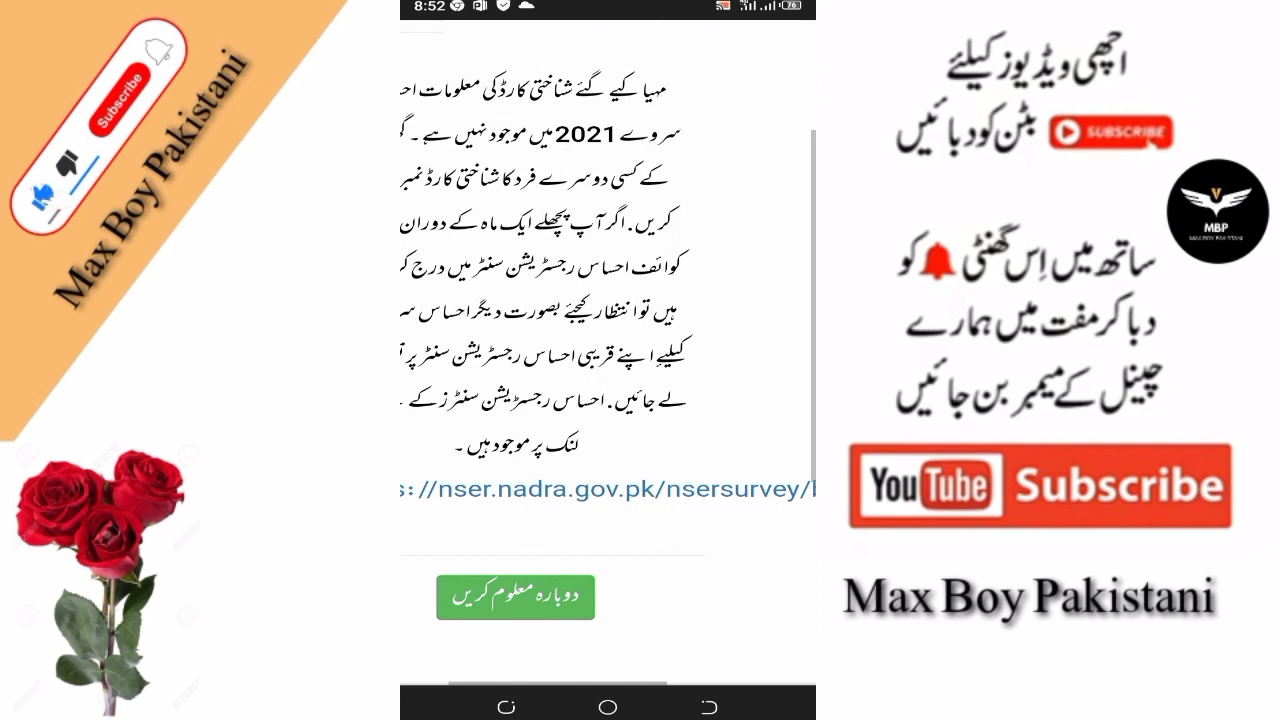 Subscribe
Max Boy Pakistani
8:52
76
مہیا کیے گئے شناختی کارڈ کی معلومات
سروے 2021 میں موجود نہیں ہے ۔
کے کسی دوسرے فرد کا شناختی کارڈ نمبر
کریں. اگر آپ پچھلے ایک ماہ کے دوران
کوائف احساس رجسٹریشن سنٹر میں درج
ہیں تو انتظار کیجئے بصورت دیگر احساس
کیلیے اپنے قریبی احساس رجسٹریشن سنٹر پر
لے جائیں. احساس رجسٹریشن سنٹرز کے
لنک پر موجود ہیں ۔
s://nser.nadra.gov.pk/nsersurvey/
دوبارہ معلوم کریں
اچھی ویڈیوز کیلئے
SUBSCRIBE بٹن کو دبائیں
V
MBP
MAX BOY PAKISTANI
ساتھ میں اِس گھنٹی کو
دبا کر مفت میں ہمارے
چینل کے میمبر بن جائیں
YouTube Subscribe
Max Boy Pakistani